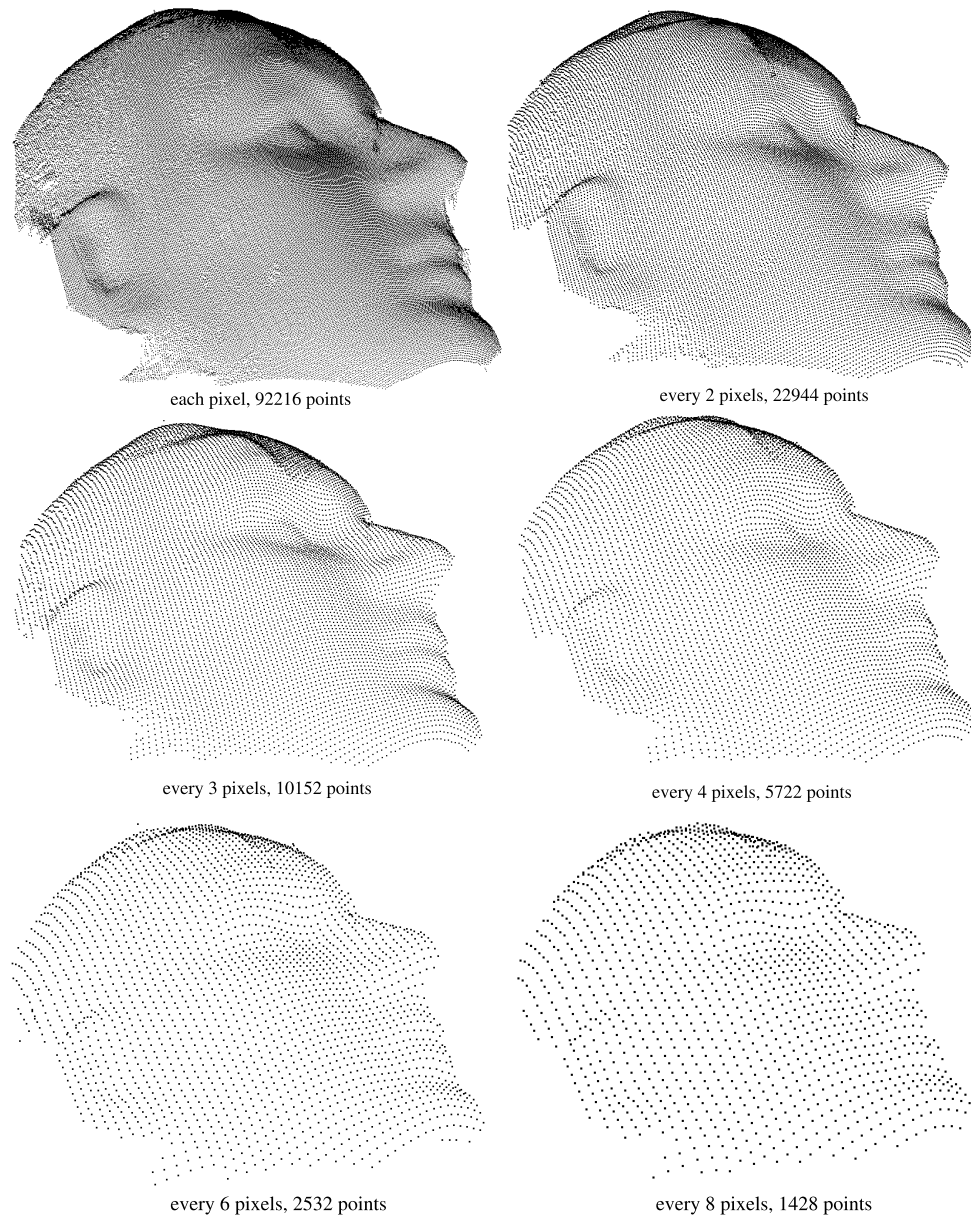 each pixel, 92216 points
every 2 pixels, 22944 points
every 3 pixels, 10152 points
every 4 pixels, 5722 points
every 6 pixels, 2532 points
every 8 pixels, 1428 points